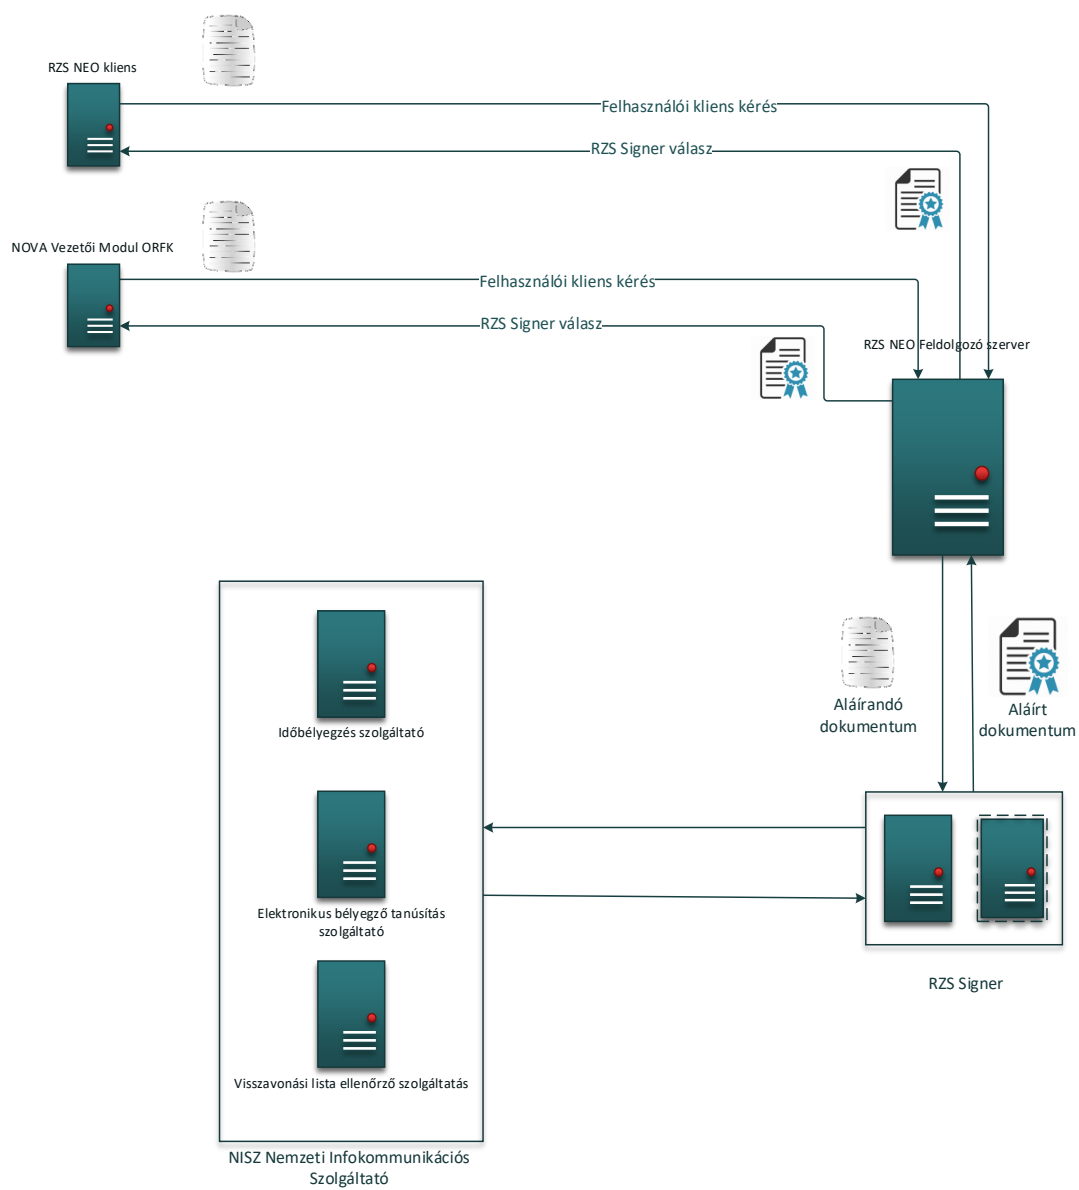 RZS NEO kliens
Felhasználói kliens kérés
RZS Signer válasz
NOVA Vezetői Modul ORFK
Felhasználói kliens kérés
RZS Signer válasz
RZS NEO Feldolgozó szerver
Aláírandó
dokumentum
Aláírt
dokumentum
Időbélyegzés szolgáltató
Elektronikus bélyegző tanúsítás
szolgáltató
RZS Signer
Visszavonási lista ellenőrző szolgáltatás
NISZ Nemzeti Infokommunikációs
Szolgáltató